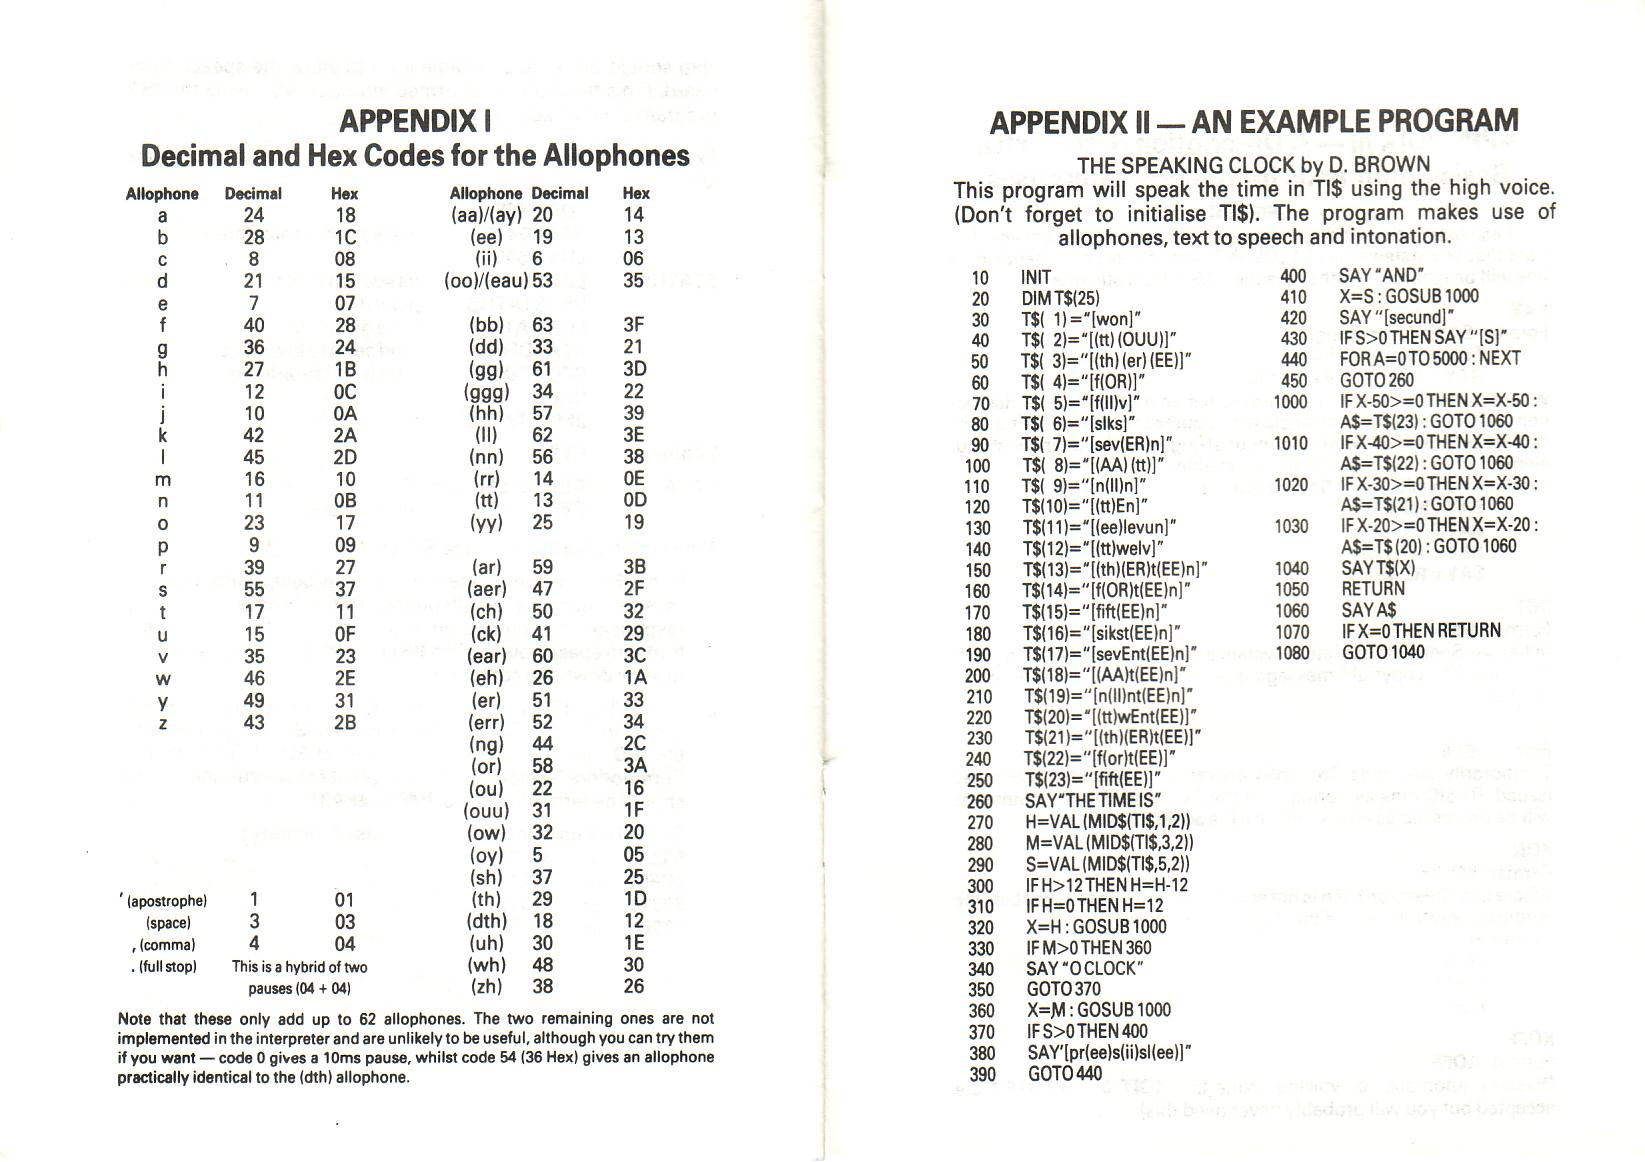 APPENDIX I
Decimal and Hex Codes for the Allophones
Allophone Decimal Hex Allophone Decimal Hex
a 24 18 (aa)/(ay) 20 14
b 28 1C (ee) 19 13
c 8 08 (ii) 6 06
d 21 15 (oo)/(eau) 53 35
e 7 07
f 40 28 (bb) 63 3F
g 36 24 (dd) 33 21
h 27 1B (gg) 61 3D
i 12 0C (ggg) 34 22
j 10 0A (hh) 57 39
k 42 2A (ll) 62 3E
l 45 2D (nn) 56 38
m 16 10 (rr) 14 0E
n 11 0B (tt) 13 0D
o 23 17 (yy) 25 19
p 9 09
r 39 27 (ar) 59 3B
s 55 37 (aer) 47 2F
t 17 11 (ch) 50 32
u 15 0F (ck) 41 29
v 35 23 (ear) 60 3C
w 46 2E (eh) 26 1A
y 49 31 (er) 51 33
z 43 2B (err) 52 34
(ng) 44 2C
(or) 58 3A
(ou) 22 16
(ouu) 31 1F
(ow) 32 20
(oy) 5 05
(sh) 37 25
' (apostrophe) 1 01 (th) 29 1D
(space) 3 03 (dth) 18 12
, (comma) 4 04 (uh) 30 1E
. (full stop) This is a hybrid of two (wh) 48 30
pauses (04 + 04) (zh) 38 26
Note that these only add up to 62 allophones. The two remaining ones are not
implemented in the interpreter and are unlikely to be useful, although you can try them
if you want — code 0 gives a 10ms pause, whilst code 54 (36 Hex) gives an allophone
practically identical to the (dth) allophone.
APPENDIX II — AN EXAMPLE PROGRAM
THE SPEAKING CLOCK by D. BROWN
This program will speak the time in TI$ using the high voice.
(Don't forget to initialise TI$). The program makes use of
allophones, text to speech and intonation.
10 INIT
20 DIM T$(25)
30 T$( 1)="[won]"
40 T$( 2)="[(tt) (OUU)]"
50 T$( 3)="[(th) (er) (EE)]"
60 T$( 4)="[f(OR)]"
70 T$( 5)="[f(II)v]"
80 T$( 6)="[sIks]"
90 T$( 7)="[sev(ER)n]"
100 T$( 8)="[(AA) (tt)]"
110 T$( 9)="[n(II)n]"
120 T$(10)="[(tt)En]"
130 T$(11)="[(ee)levun]"
140 T$(12)="[(tt)welv]"
150 T$(13)="[(th)(ER)t(EE)n]"
160 T$(14)="[f(OR)t(EE)n]"
170 T$(15)="[fift(EE)n]"
180 T$(16)="[sikst(EE)n]"
190 T$(17)="[sevEnt(EE)n]"
200 T$(18)="[(AA)t(EE)n]"
210 T$(19)="[n(II)nt(EE)n]"
220 T$(20)="[(tt)wEnt(EE)]"
230 T$(21)="[(th)(ER)t(EE)]"
240 T$(22)="[f(or)t(EE)]"
250 T$(23)="[fift(EE)]"
260 SAY"THE TIME IS"
270 H=VAL(MID$(TI$,1,2))
280 M=VAL(MID$(TI$,3,2))
290 S=VAL(MID$(TI$,5,2))
300 IF H>12 THEN H=H-12
310 IF H=0 THEN H=12
320 X=H : GOSUB 1000
330 IF M>0 THEN 360
340 SAY "O CLOCK"
350 GOTO 370
360 X=M : GOSUB 1000
370 IF S>0 THEN 400
380 SAY'[pr(ee)s(ii)sl(ee)]"
390 GOTO 440
400 SAY "AND"
410 X=S : GOSUB 1000
420 SAY "[secund]"
430 IF S>0 THEN SAY "[S]"
440 FOR A=0 TO 5000 : NEXT
450 GOTO 260
1000 IF X-50>=0 THEN X=X-50 :
A$=T$(23) : GOTO 1060
1010 IF X-40>=0 THEN X=X-40 :
A$=T$(22) : GOTO 1060
1020 IF X-30>=0 THEN X=X-30 :
A$=T$(21) : GOTO 1060
1030 IF X-20>=0 THEN X=X-20 :
A$=T$ (20) : GOTO 1060
1040 SAY T$(X)
1050 RETURN
1060 SAY A$
1070 IF X=0 THEN RETURN
1080 GOTO 1040